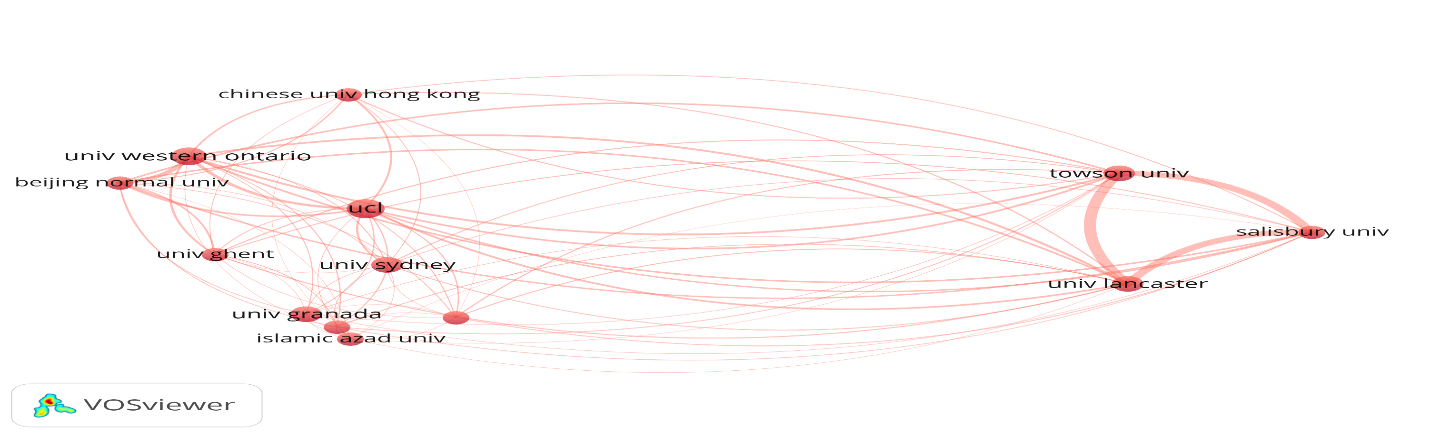 chinese univ hong kong
univ western ontario
beijing normal univ
towson univ
ucl
salisbury univ
univ ghent
univ sydney
univ lancaster
univ granada
islamic azad univ
VOSviewer